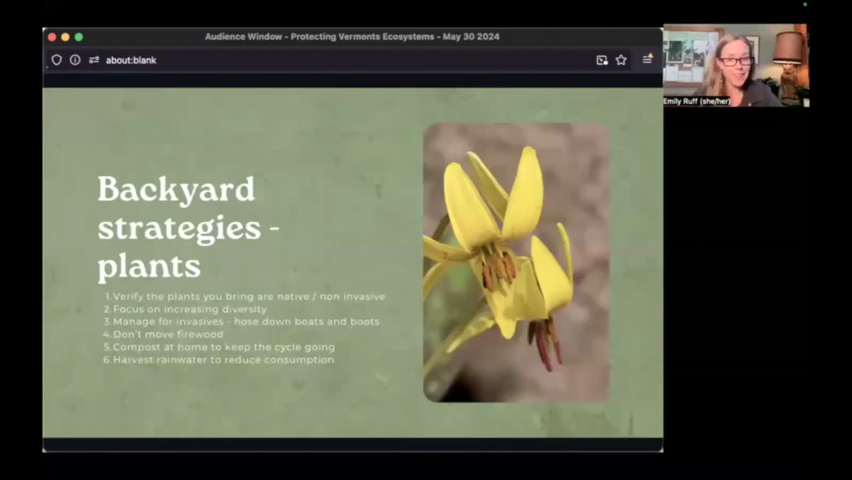 Audience Window - Protecting Vermonts Ecosystems - May 30 2024
about:blank
Emily Ruff (she/her)
Backyard
strategies -
plants
1. Verify the plants you bring are native / non invasive
2. Focus on increasing diversity
3. Manage for invasives - hose down boats and boots
4. Don't move firewood
5. Compost at home to keep the cycle going
6. Harvest rainwater to reduce consumption